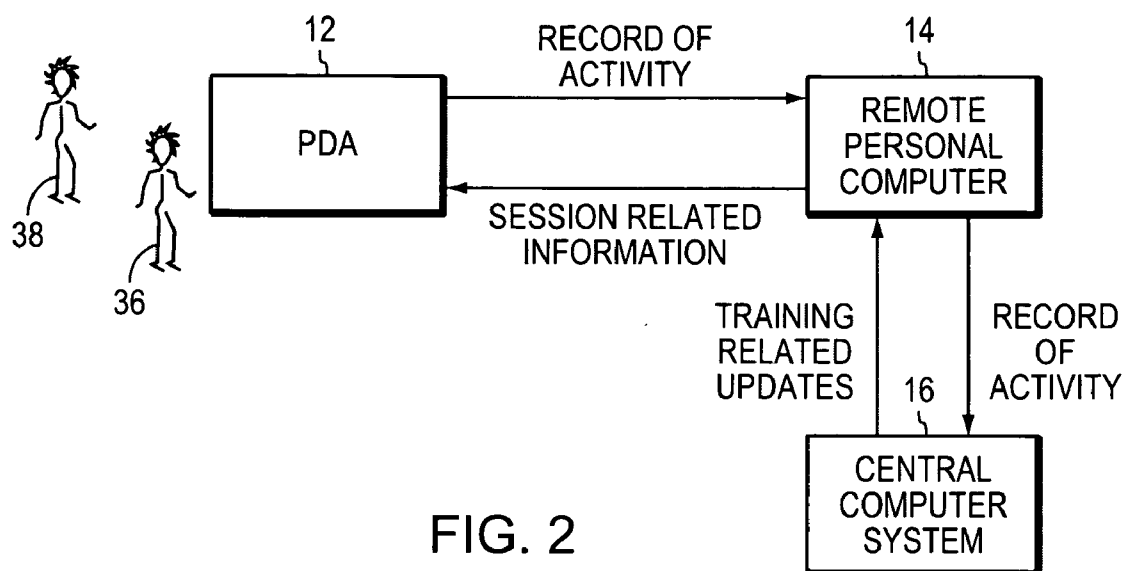 12
RECORD OF
ACTIVITY
14
PDA
REMOTE
PERSONAL
COMPUTER
38
36
SESSION RELATED
INFORMATION
TRAINING
RELATED
UPDATES
RECORD
OF
ACTIVITY
16
CENTRAL
COMPUTER
SYSTEM
FIG. 2